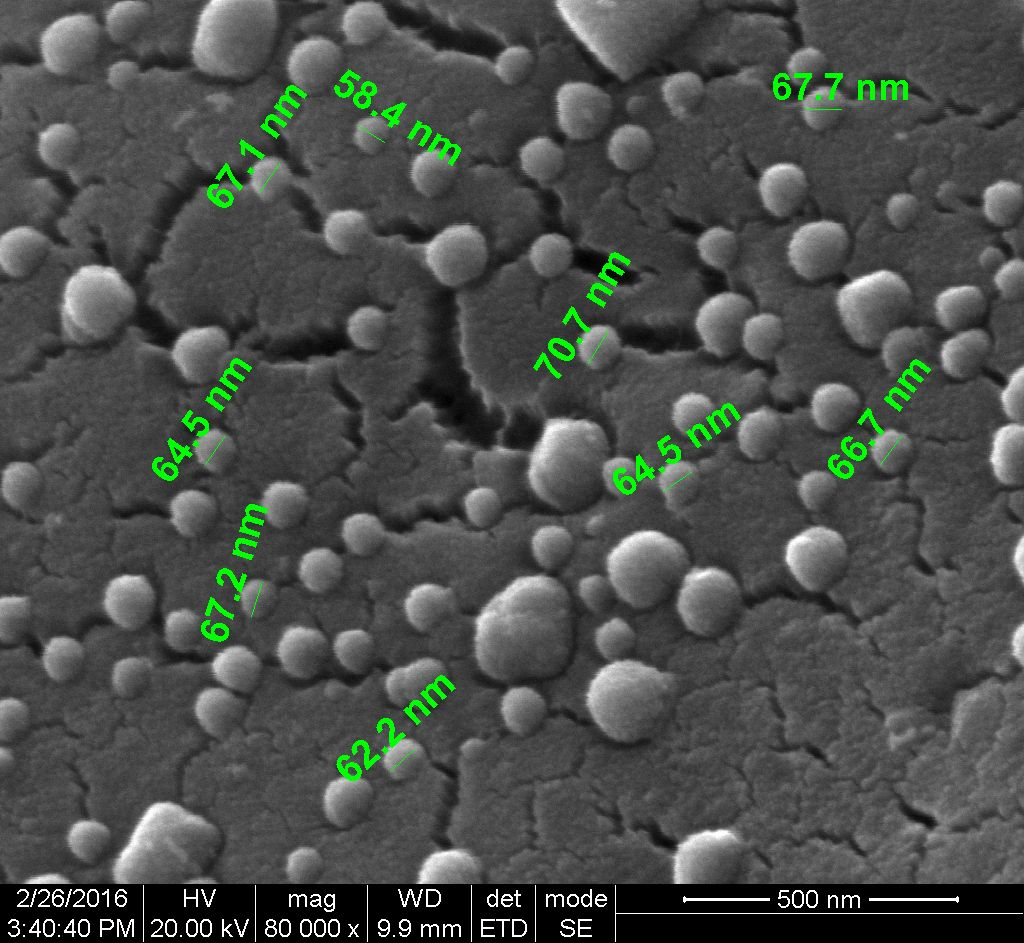 67.7 nm
58.4 nm
67.1 nm
70.7 nm
64.5 nm
64.5 nm
66.7 nm
67.2 nm
62.2 nm
2/26/2016 HV mag WD det mode 500 nm
3:40:40 PM 20.00 kV 80 000 x 9.9 mm ETD SE